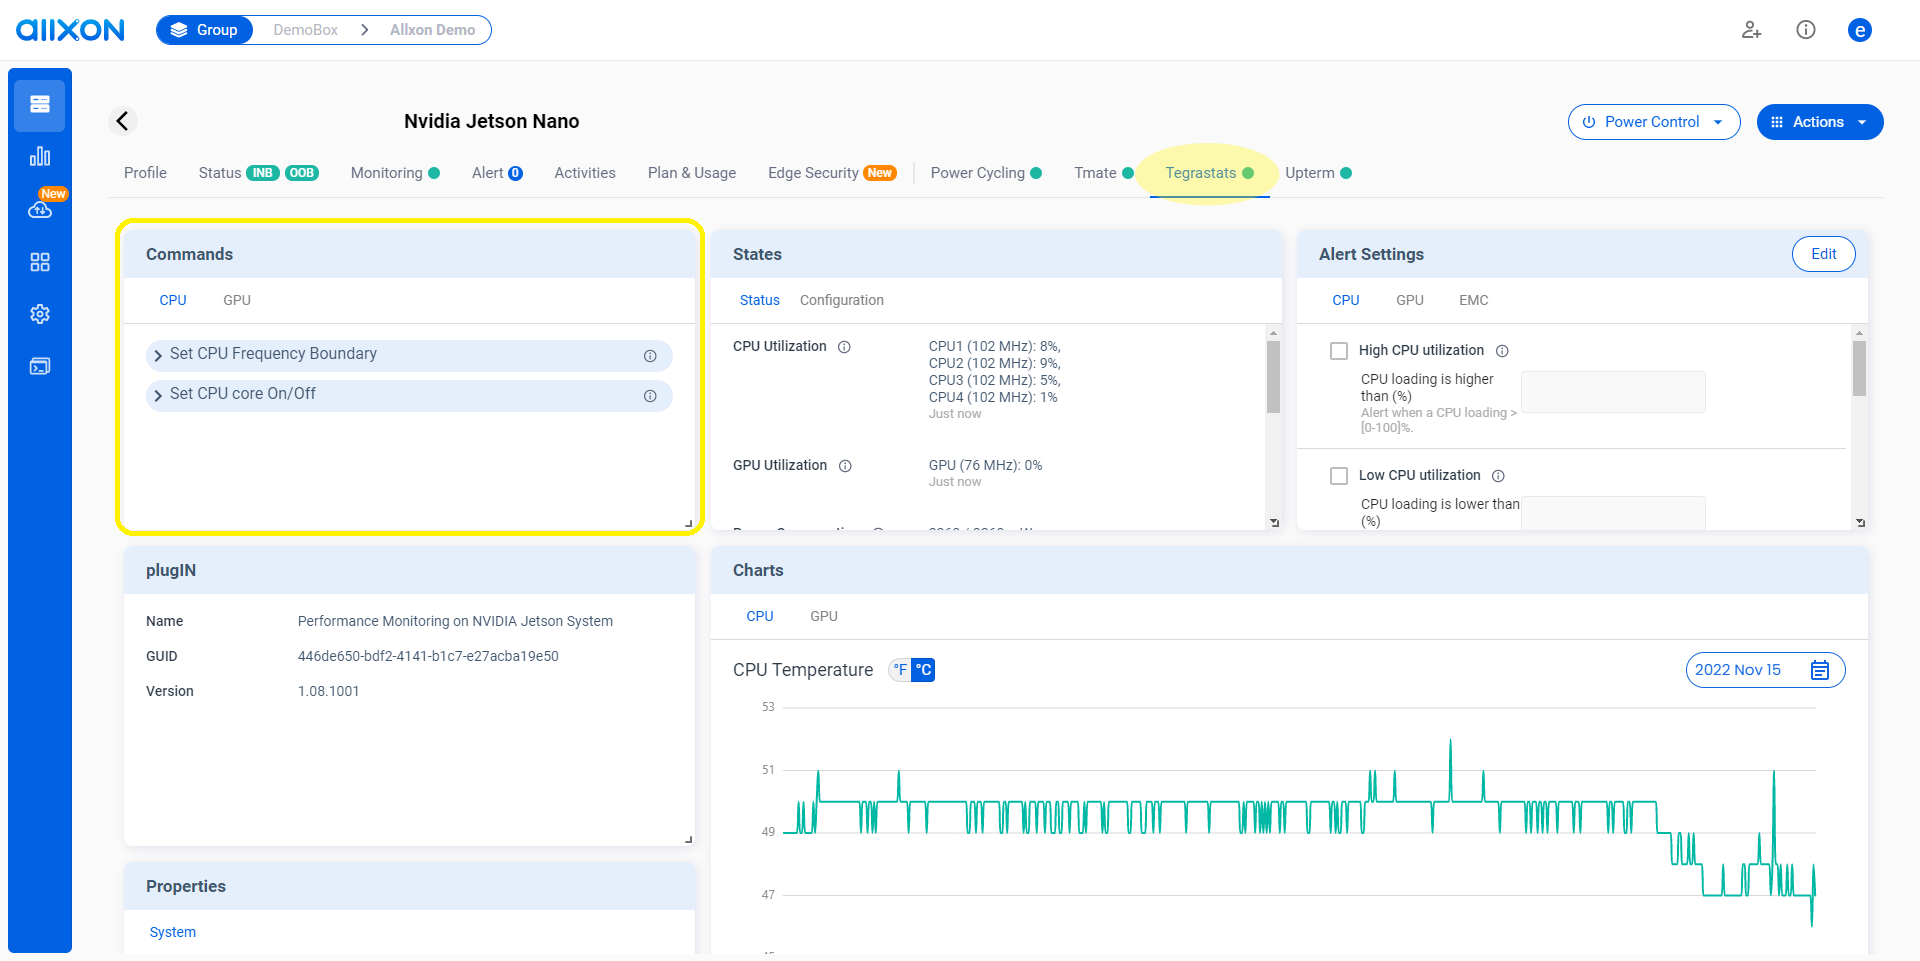 allxon
Group DemoBox Allxon Demo
e
New
Nvidia Jetson Nano
Power Control
Actions
Profile Status INB OOB Monitoring Alert 0 Activities Plan & Usage Edge Security New Power Cycling Tmate Tegrastats Upterm
Commands
CPU GPU
Set CPU Frequency Boundary
Set CPU core On/Off
States
Status Configuration
CPU Utilization
CPU1 (102 MHz): 8%,
CPU2 (102 MHz): 9%,
CPU3 (102 MHz): 5%,
CPU4 (102 MHz): 1%
Just now
GPU Utilization
GPU (76 MHz): 0%
Just now
Alert Settings
Edit
CPU GPU EMC
High CPU utilization
CPU loading is higher
than (%)
Alert when a CPU loading >
[0-100]%.
Low CPU utilization
CPU loading is lower than
(%)
plugIN
Name Performance Monitoring on NVIDIA Jetson System
GUID 446de650-bdf2-4141-b1c7-e27acba19e50
Version 1.08.1001
Properties
System
Charts
CPU GPU
CPU Temperature °F °C
2022 Nov 15
53
51
49
47